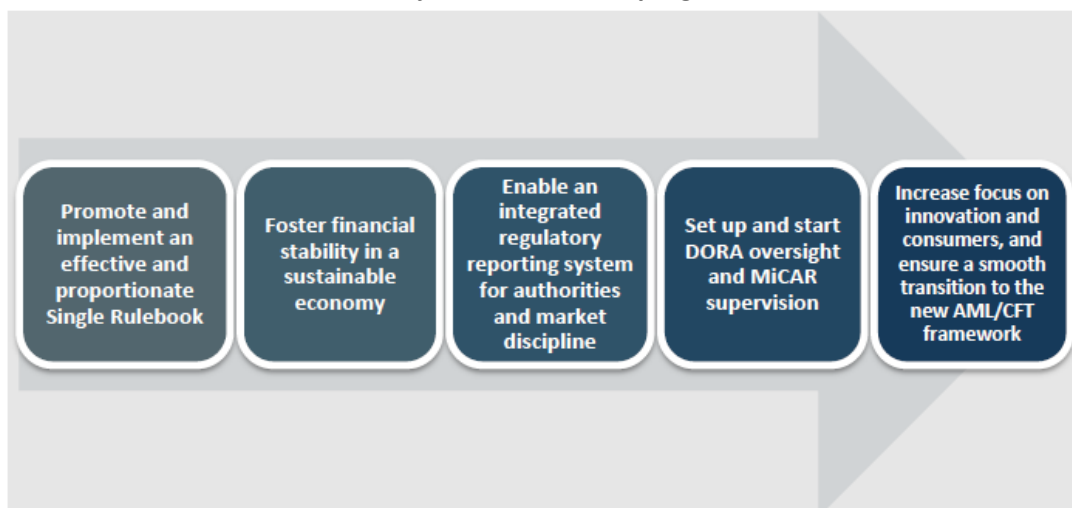 Promote and
implement an
effective and
proportionate
Single Rulebook
Foster financial
stability in a
sustainable
economy
Enable an
integrated
regulatory
reporting system
for authorities
and market
discipline
Set up and start
DORA oversight
and MiCAR
supervision
Increase focus on
innovation and
consumers, and
ensure a smooth
transition to the
new AML/CFT
framework